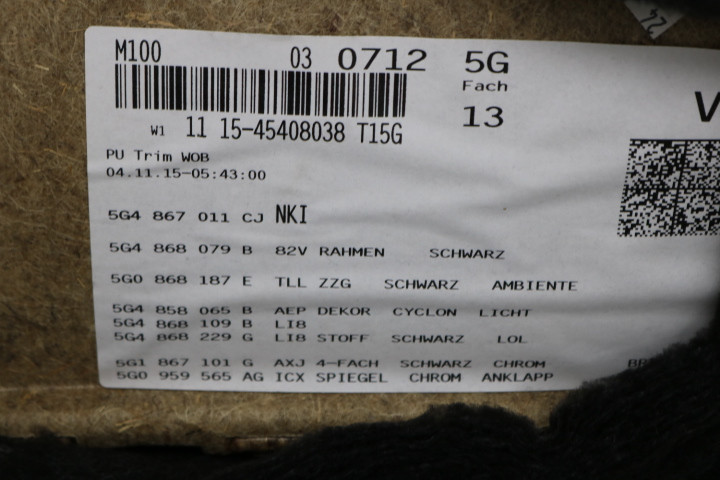 M100 03 0712 5G
Fach
13
W1 11 15-45408038 T15G
PU Trim WOB
04.11.15-05:43:00
5G4 867 011 CJ NKI
5G4 868 079 B 82V RAHMEN SCHWARZ
5G0 868 187 E TLL ZZG SCHWARZ AMBIENTE
5G4 858 065 B AEP DEKOR CYCLON LICHT
5G4 868 109 B LI8
5G4 868 229 G LI8 STOFF SCHWARZ LOL
5G1 867 101 G AXJ 4-FACH SCHWARZ CHROM
5G0 959 565 AG ICX SPIEGEL CHROM ANKLAPP
24